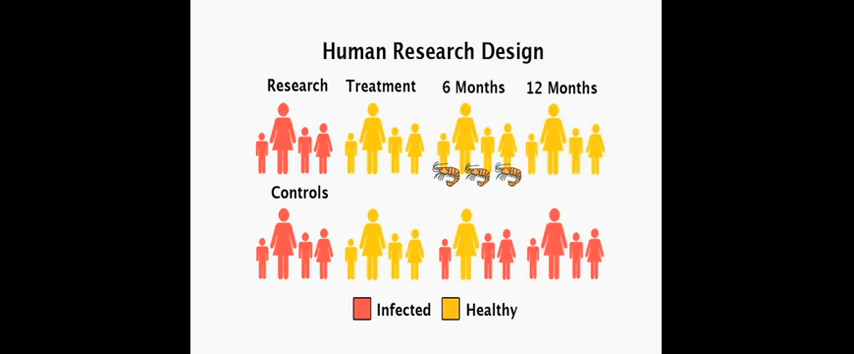 Human Research Design
Research Treatment 6 Months 12 Months
Controls
Infected Healthy